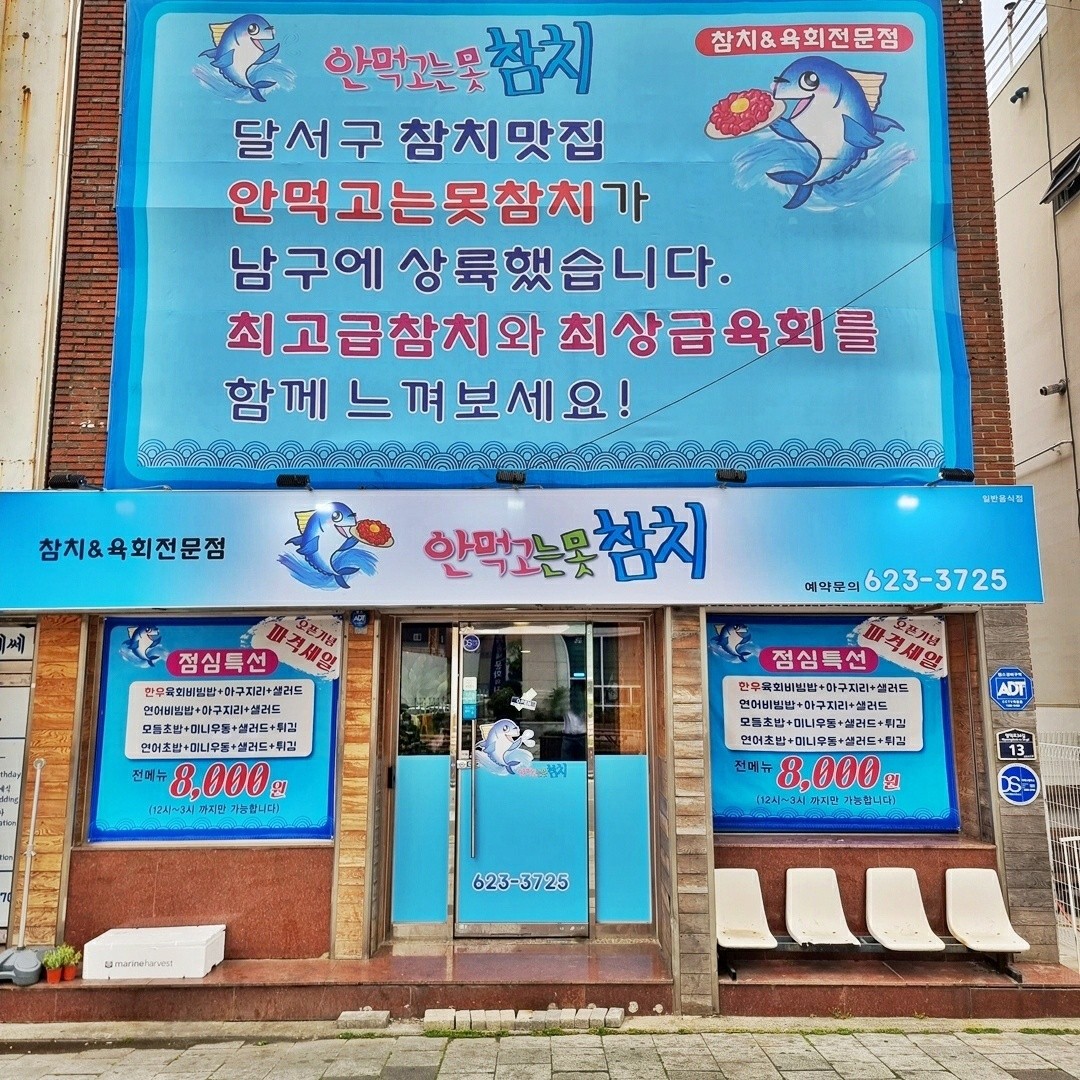 안먹고는못참치
참치&육회전문점
달서구 참치맛집
안먹고는못참치가
남구에 상륙했습니다.
최고급참치와 최상급육회를
함께 느껴보세요!
일반음식점
참치&육회전문점
안먹고는못참치
예약문의 623-3725
오픈기념
파격세일
점심특선
한우육회비빔밥+아구지리+샐러드
연어비빔밥+아구지리+샐러드
모듬초밥+미니우동+샐러드+튀김
연어초밥+미니우동+샐러드+튀김
전메뉴 8,000원
(12시~3시 까지만 가능합니다)
ADT
참치
623-3725
오픈기념
파격세일
점심특선
한우육회비빔밥+아구지리+샐러드
연어비빔밥+아구지리+샐러드
모듬초밥+미니우동+샐러드+튀김
연어초밥+미니우동+샐러드+튀김
전메뉴 8,000원
(12시~3시 까지만 가능합니다)
ADT
13
marineharvest